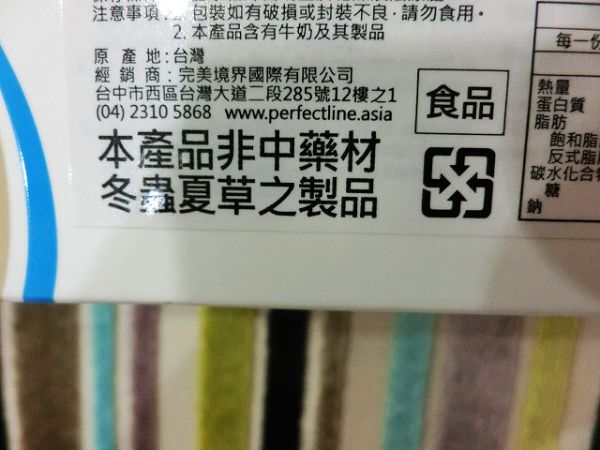 注意事項：1. 包裝如有破損或封裝不良，請勿食用。
2. 本產品含有牛奶及其製品
原 產 地：台灣
經 銷 商：完美境界國際有限公司
台中市西區台灣大道二段285號12樓之1
(04) 2310 5868 www.perfectline.asia
食品
本產品非中藥材
冬蟲夏草之製品
每一份
熱量
蛋白質
脂肪
飽和脂
反式脂
碳水化合物
糖
鈉